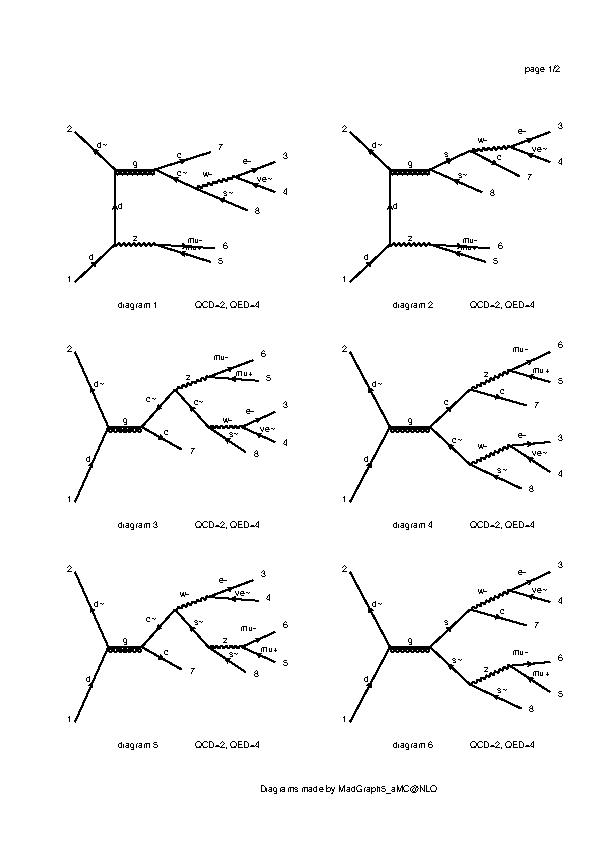 page 1/2
2 d~ g c 7 c~ w- e- 3 ve~ 4 s~ 8
d z mu- 6 mu+ 5
1 d
diagram 1 QCD=2, QED=4
2 d~ g s w- e- 3 ve~ 4 c 7 s~ 8
d z mu- 6 mu+ 5
1 d
diagram 2 QCD=2, QED=4
2 d~ g c~ z mu- 6 mu+ 5
c~ w- e- 3 ve~ 4 s~ 8
1 d c 7
diagram 3 QCD=2, QED=4
2 d~ g c z mu- 6 mu+ 5 c 7
1 d c~ w- e- 3 ve~ 4 s~ 8
diagram 4 QCD=2, QED=4
2 d~ g c~ w- e- 3 ve~ 4
s~ z mu- 6 mu+ 5 s~ 8
1 d c 7
diagram 5 QCD=2, QED=4
2 d~ g s w- e- 3 ve~ 4 c 7
1 d s~ z mu- 6 mu+ 5 s~ 8
diagram 6 QCD=2, QED=4
Diagrams made by MadGraph5_aMC@NLO